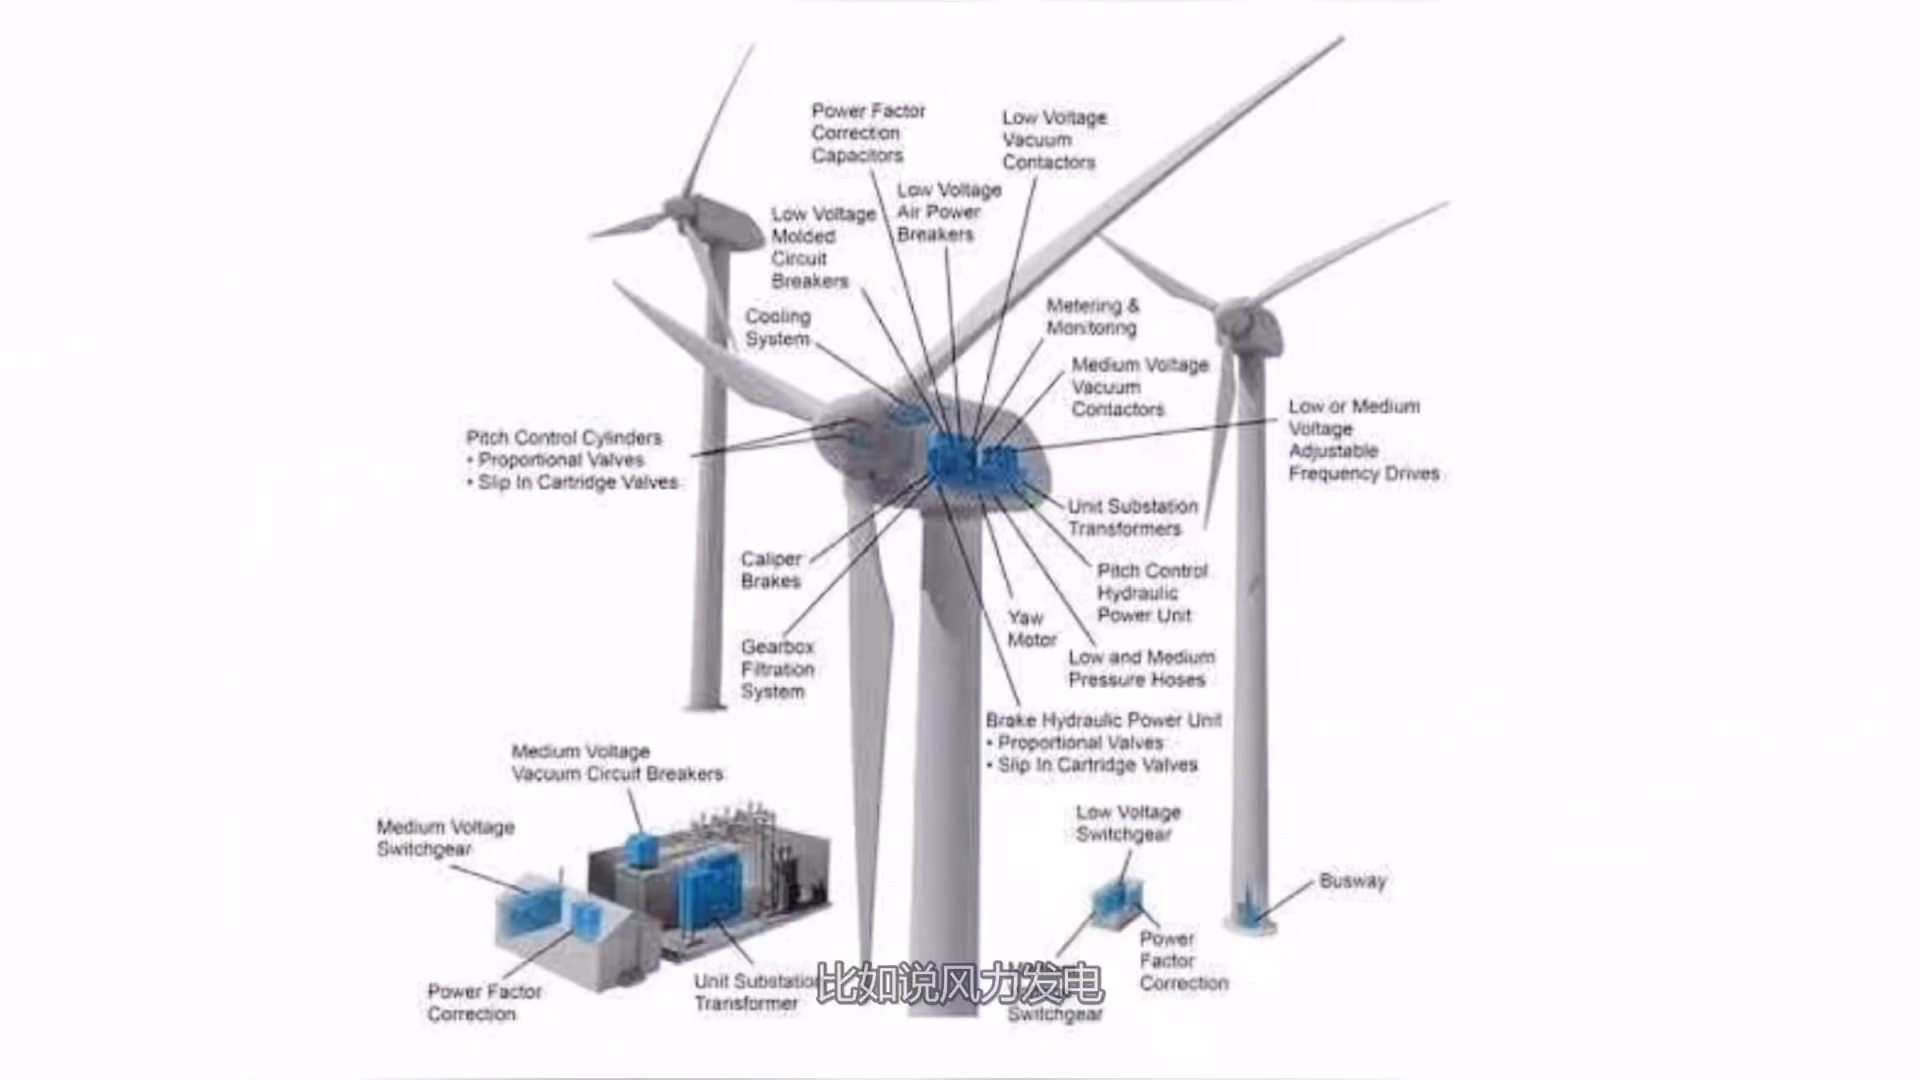 Power Factor
Correction
Capacitors
Low Voltage
Vacuum
Contactors
Low Voltage
Air Power
Breakers
Low Voltage
Molded
Circuit
Breakers
Cooling
System
Metering &
Monitoring
Medium Voltage
Vacuum
Contactors
Low or Medium
Voltage
Adjustable
Frequency Drives
Pitch Control Cylinders
• Proportional Valves
• Slip In Cartridge Valves
Unit Substation
Transformers
Caliper
Brakes
Pitch Control
Hydraulic
Power Unit
Yaw
Motor
Gearbox
Filtration
System
Low and Medium
Pressure Hoses
Brake Hydraulic Power Unit
• Proportional Valves
• Slip In Cartridge Valves
Medium Voltage
Vacuum Circuit Breakers
Medium Voltage
Switchgear
Low Voltage
Switchgear
Busway
Power
Factor
Correction
Power Factor
Correction
Unit Substation
Transformer
Switchgear
比如说风力发电